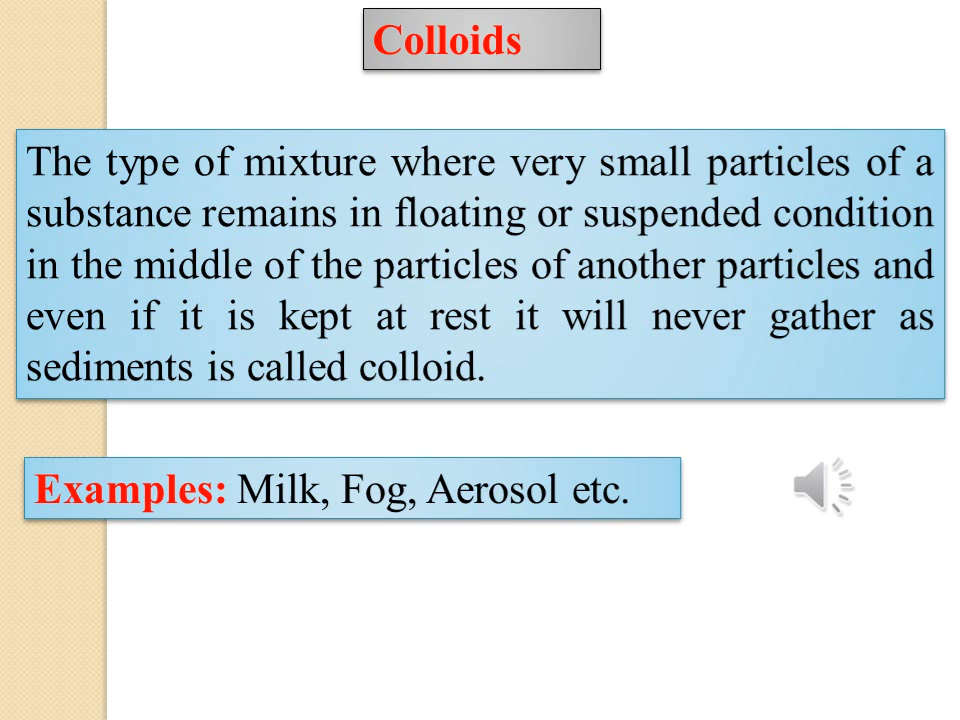 Colloids
The type of mixture where very small particles of a
substance remains in floating or suspended condition
in the middle of the particles of another particles and
even if it is kept at rest it will never gather as
sediments is called colloid.
Examples: Milk, Fog, Aerosol etc.